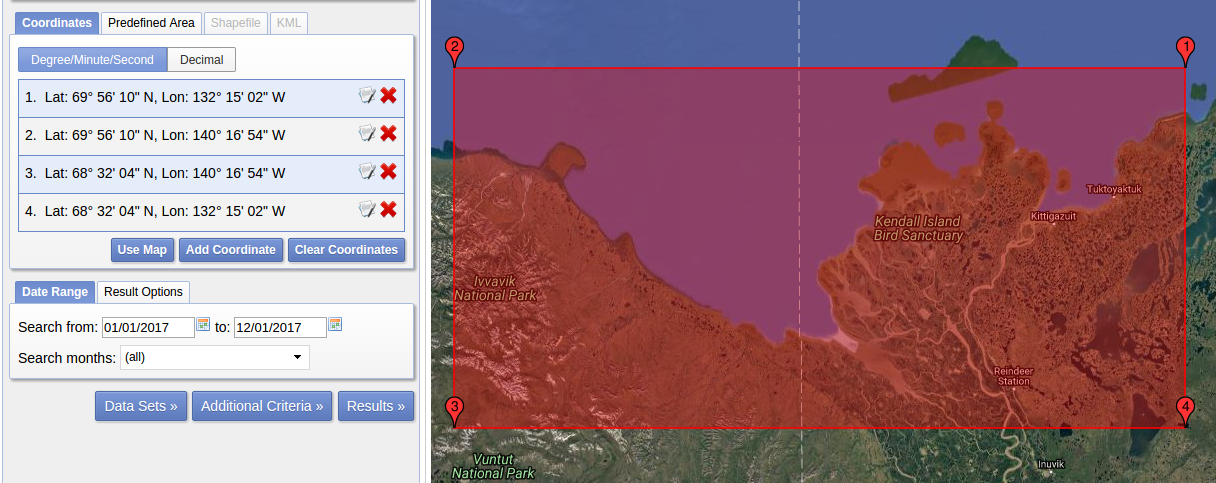 Coordinates Predefined Area Shapefile KML
Degree/Minute/Second Decimal
1. Lat: 69° 56' 10" N, Lon: 132° 15' 02" W
2. Lat: 69° 56' 10" N, Lon: 140° 16' 54" W
3. Lat: 68° 32' 04" N, Lon: 140° 16' 54" W
4. Lat: 68° 32' 04" N, Lon: 132° 15' 02" W
Use Map Add Coordinate Clear Coordinates
Date Range Result Options
Search from: 01/01/2017 to: 12/01/2017
Search months: (all)
Data Sets » Additional Criteria » Results »
2
1
Tuktoyaktuk
Kittigazuit
Kendall Island
Bird Sanctuary
Ivvavik
National Park
Reindeer
Station
3
4
Vuntut
National Park
Inuvik